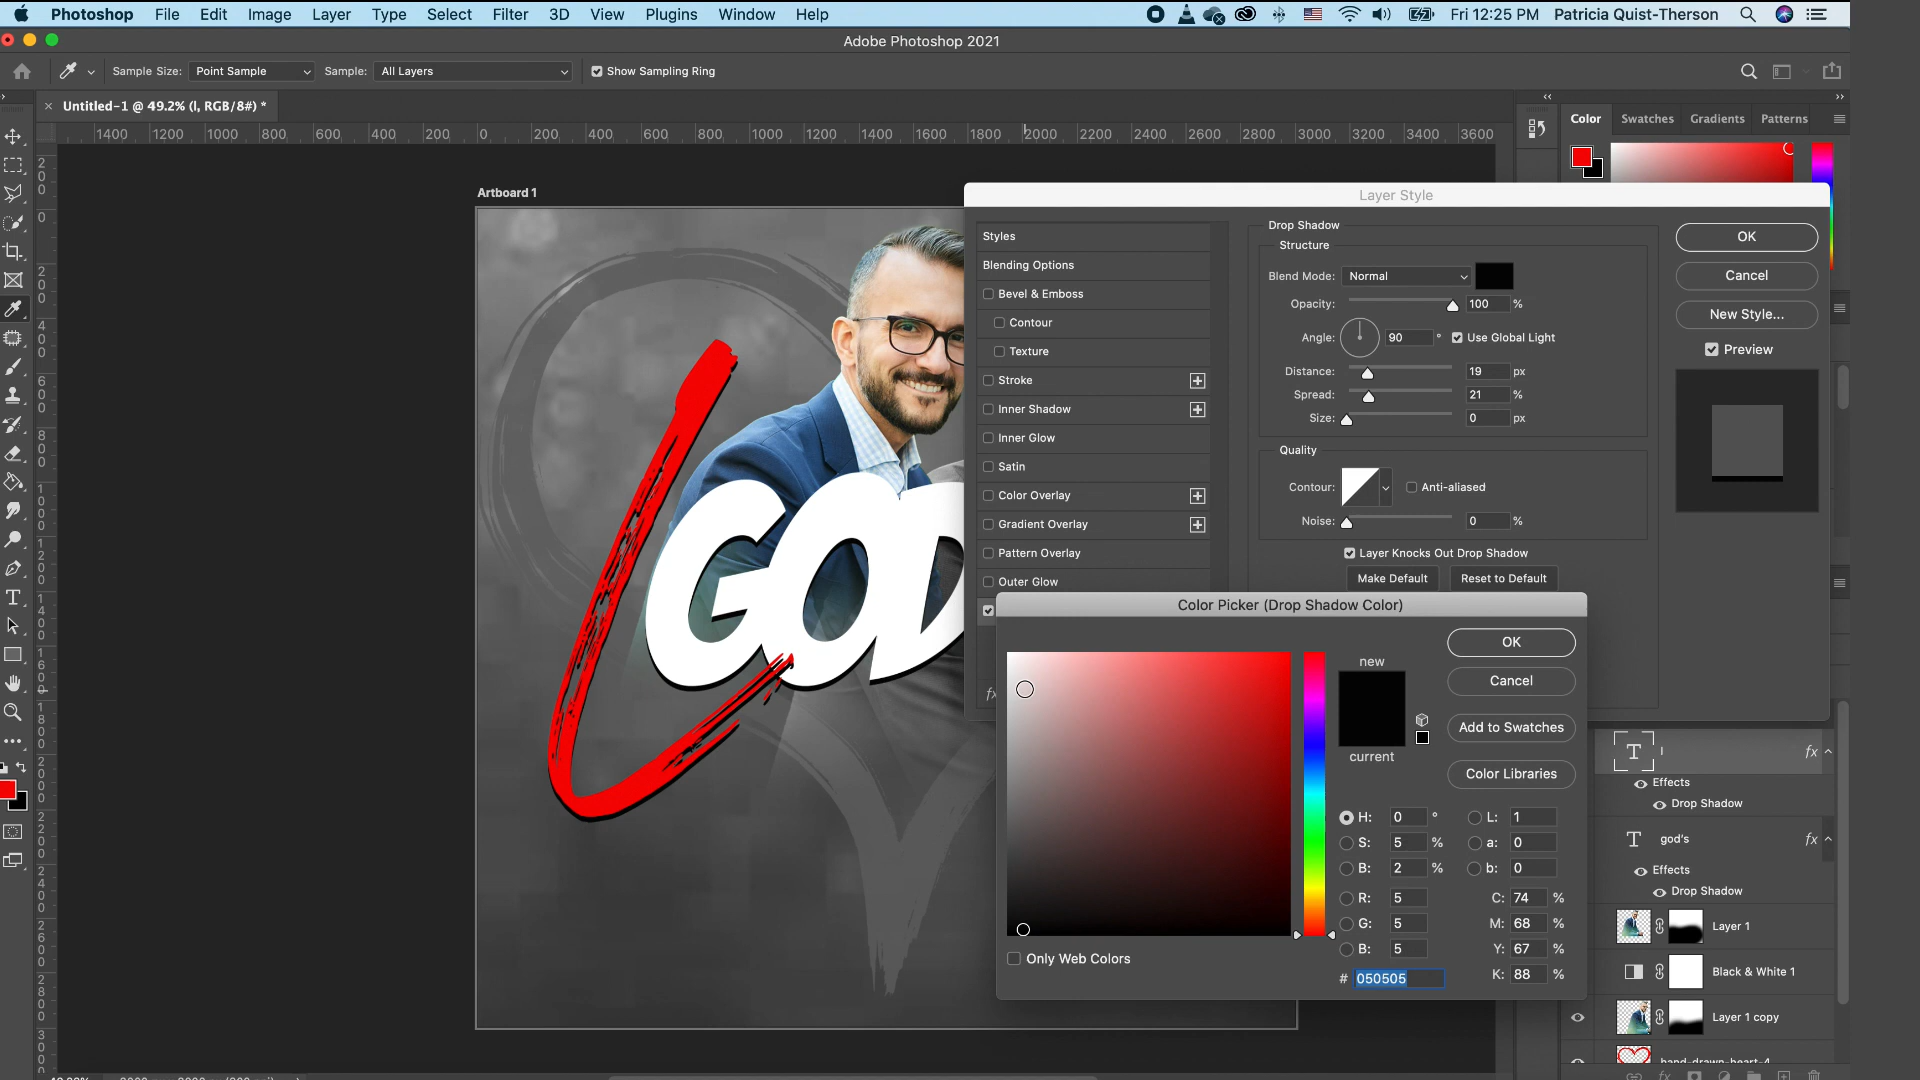 Photoshop File Edit Image Layer Type Select Filter 3D View Plugins Window Help Fri 12:25 PM Patricia Quist-Therson
Adobe Photoshop 2021
Sample Size: Point Sample Sample: All Layers Show Sampling Ring
Untitled-1 @ 49.2% (l, RGB/8#) *
1400 1200 1000 800 600 400 200 0 200 400 600 800 1000 1200 1400 1600 1800 2000 2200 2400 2600 2800 3000 3200 3400 3600
Color Swatches Gradients Patterns
Artboard 1
Layer Style
Styles
Blending Options
Bevel & Emboss
Contour
Texture
Stroke
Inner Shadow
Inner Glow
Satin
Color Overlay
Gradient Overlay
Pattern Overlay
Outer Glow
Drop Shadow
Structure
Blend Mode: Normal
Opacity: 100 %
Angle: 90 ° Use Global Light
Distance: 19 px
Spread: 21 %
Size: 0 px
Quality
Contour: Anti-aliased
Noise: 0 %
Layer Knocks Out Drop Shadow
Make Default Reset to Default
OK
Cancel
New Style...
Preview
GOD
Color Picker (Drop Shadow Color)
new
current
OK
Cancel
Add to Swatches
Color Libraries
H: 0 ° L: 1
S: 5 % a: 0
B: 2 % b: 0
R: 5 C: 74 %
G: 5 M: 68 %
B: 5 Y: 67 %
# 050505 K: 88 %
Only Web Colors
fx
T l fx
Effects
Drop Shadow
T god's fx
Effects
Drop Shadow
Layer 1
Black & White 1
Layer 1 copy
hand-drawn-heart-4